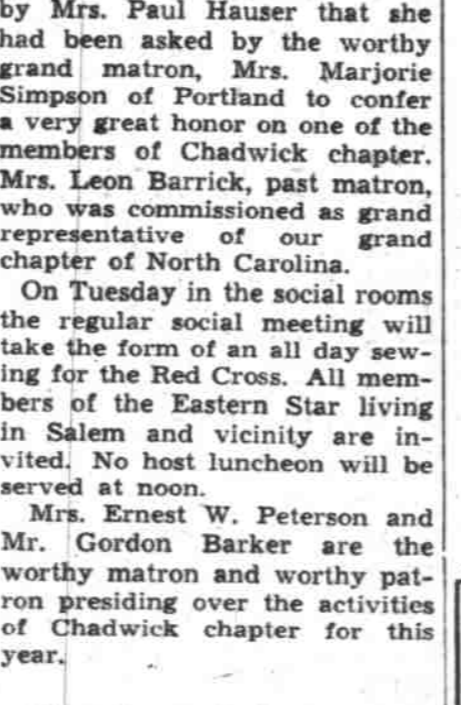 by Mrs. Paul Hauser that she
had been asked by the worthy
grand matron, Mrs. Marjorie
Simpson of Portland to confer
a very great honor on one of the
members of Chadwick chapter.
Mrs. Leon Barrick, past matron,
who was commissioned as grand
representative of our grand
chapter of North Carolina.
On Tuesday in the social rooms
the regular social meeting will
take the form of an all day sew-
ing for the Red Cross. All mem-
bers of the Eastern Star living
in Salem and vicinity are in-
vited. No host luncheon will be
served at noon.
Mrs. Ernest W. Peterson and
Mr. Gordon Barker are the
worthy matron and worthy pat-
ron presiding over the activities
of Chadwick chapter for this
year.